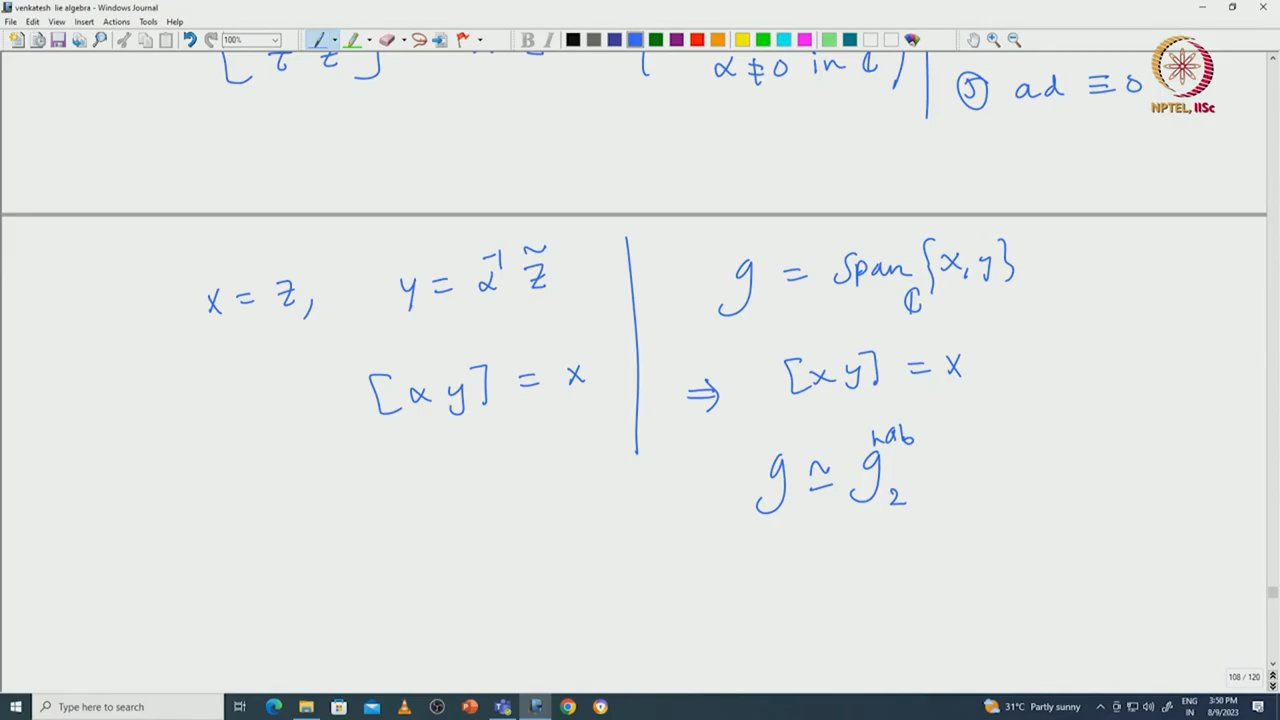 venkatesh lie algebra - Windows Journal
File Edit View Insert Actions Tools Help
100%
B I
α ≠ 0 in ℂ
⑤ ad ≡ 0
NPTEL, IISc
x = z, y = α⁻¹ z̃
[x y] = x
g = Span_ℂ {x, y}
⇒ [x y] = x
g ≃ g₂ⁿᵃᵇ
108 / 120
Type here to search
31°C Partly sunny
ENG
IN
3:50 PM
8/9/2023